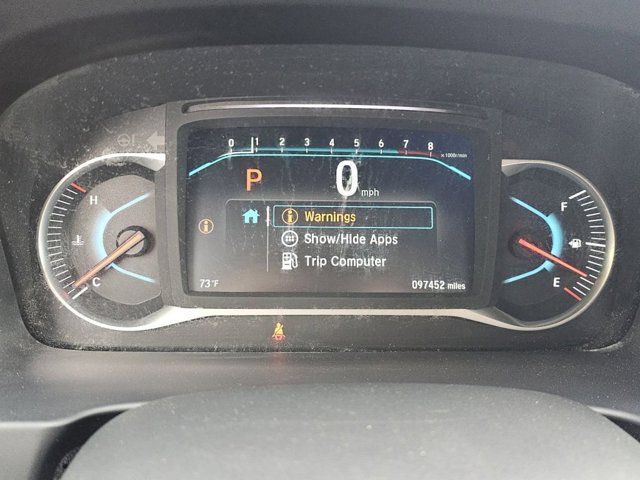 0 1 2 3 4 5 6 7 8
x1000r/min
P
0 mph
H
C
F
E
Warnings
Show/Hide Apps
Trip Computer
73°F
097452 miles